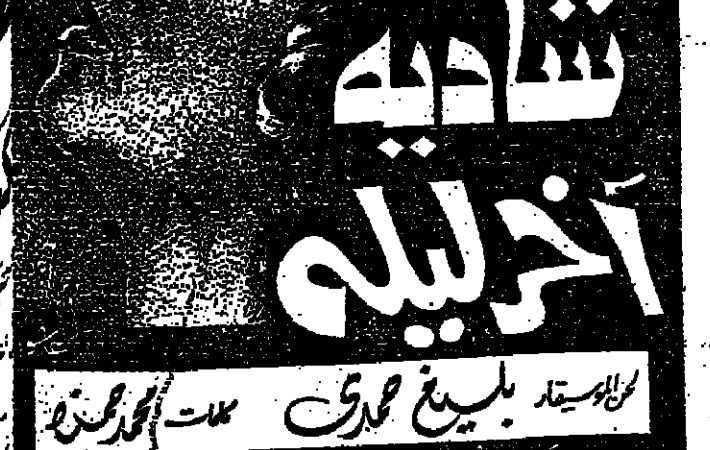 شادية
آخر ليلة
لحن الموسيقار بليغ حمدي كلمات محمد حمزة